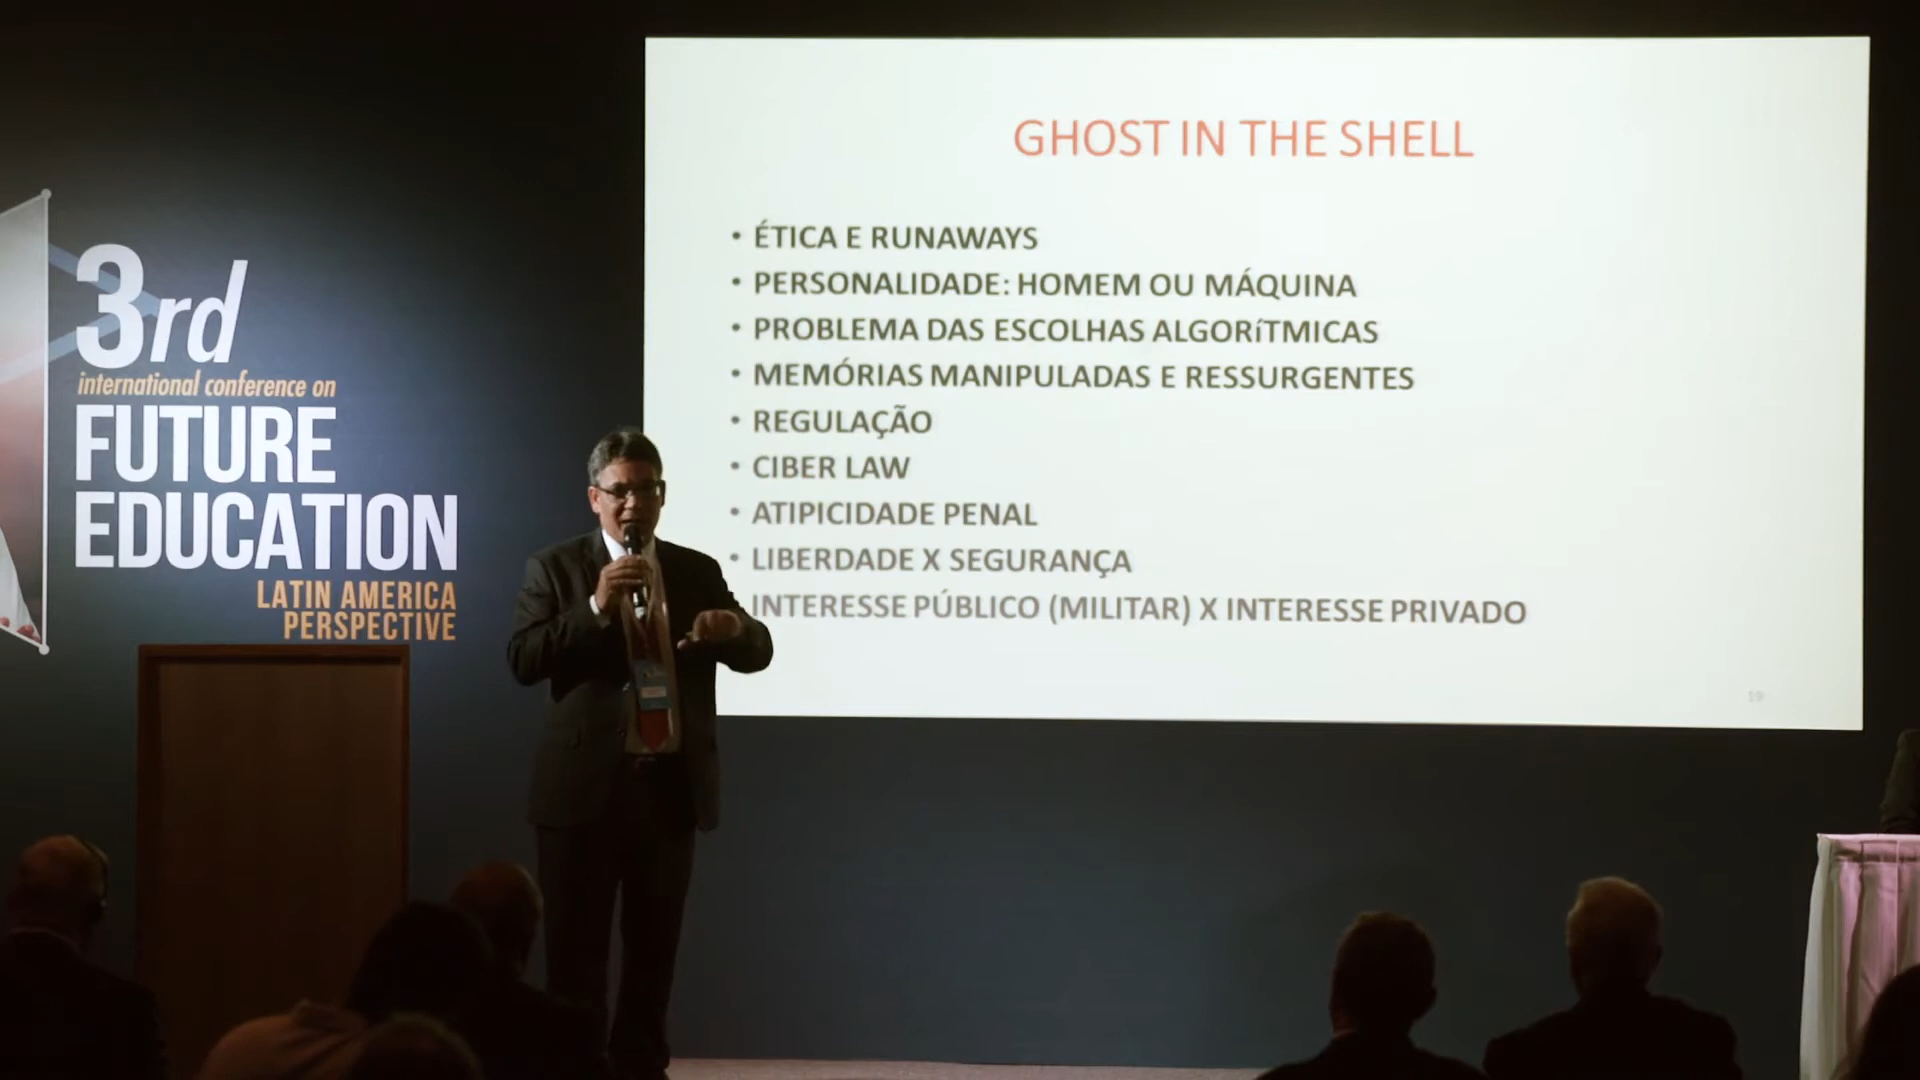 3rd
international conference on
FUTURE
EDUCATION
LATIN AMERICA
PERSPECTIVE
GHOST IN THE SHELL
• ÉTICA E RUNAWAYS
• PERSONALIDADE: HOMEM OU MÁQUINA
• PROBLEMA DAS ESCOLHAS ALGORíTMICAS
• MEMÓRIAS MANIPULADAS E RESSURGENTES
• REGULAÇÃO
• CIBER LAW
• ATIPICIDADE PENAL
• LIBERDADE X SEGURANÇA
INTERESSE PÚBLICO (MILITAR) X INTERESSE PRIVADO
19